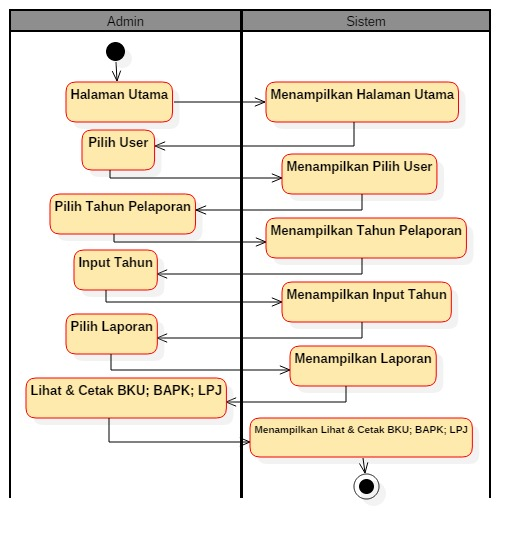 Admin
Sistem
Halaman Utama
Menampilkan Halaman Utama
Pilih User
Menampilkan Pilih User
Pilih Tahun Pelaporan
Menampilkan Tahun Pelaporan
Input Tahun
Menampilkan Input Tahun
Pilih Laporan
Menampilkan Laporan
Lihat & Cetak BKU; BAPK; LPJ
Menampilkan Lihat & Cetak BKU; BAPK; LPJ